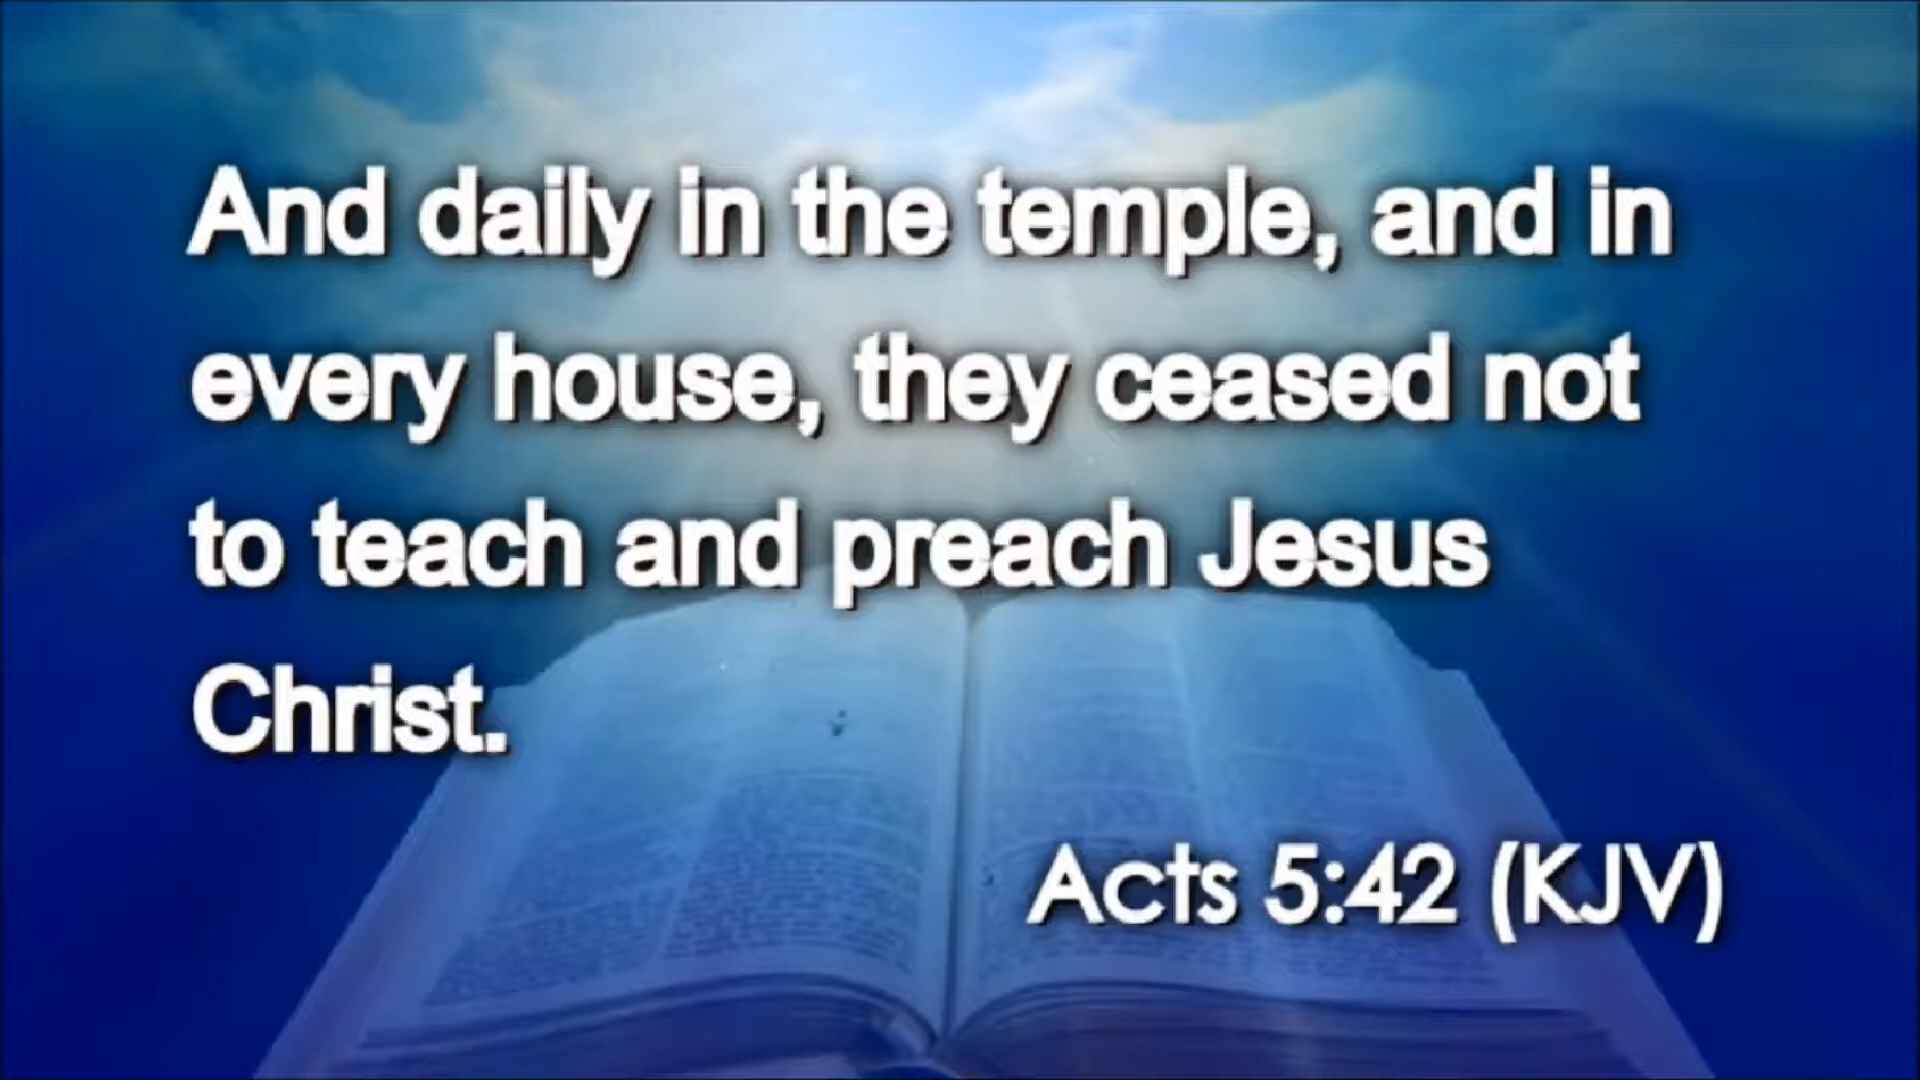 And daily in the temple, and in
every house, they ceased not
to teach and preach Jesus
Christ.
Acts 5:42 (KJV)